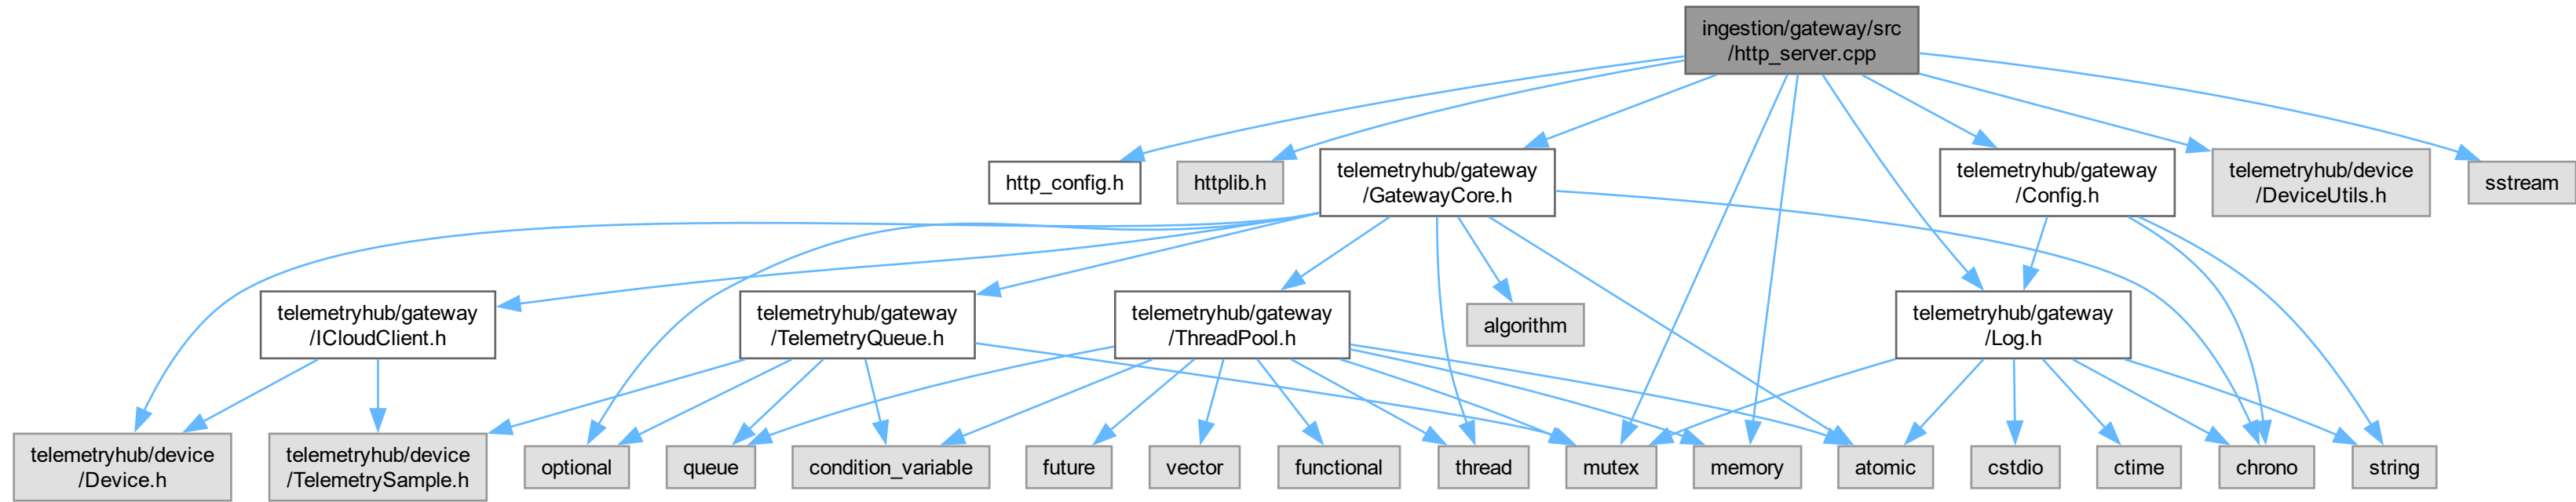 ingestion/gateway/src
/http_server.cpp
http_config.h
httplib.h
telemetryhub/gateway
/GatewayCore.h
telemetryhub/gateway
/Config.h
telemetryhub/device
/DeviceUtils.h
sstream
telemetryhub/gateway
/ICloudClient.h
telemetryhub/gateway
/TelemetryQueue.h
telemetryhub/gateway
/ThreadPool.h
algorithm
telemetryhub/gateway
/Log.h
telemetryhub/device
/Device.h
telemetryhub/device
/TelemetrySample.h
optional
queue
condition_variable
future
vector
functional
thread
mutex
memory
atomic
cstdio
ctime
chrono
string